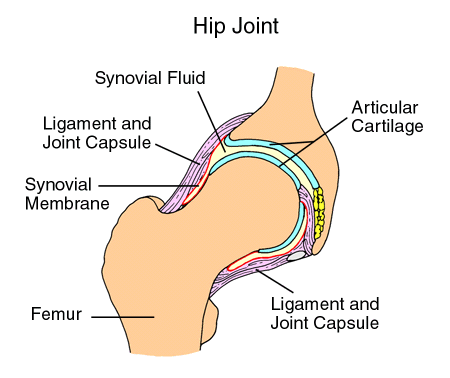 Hip Joint
Synovial Fluid
Articular
Cartilage
Ligament and
Joint Capsule
Synovial
Membrane
Femur
Ligament and
Joint Capsule